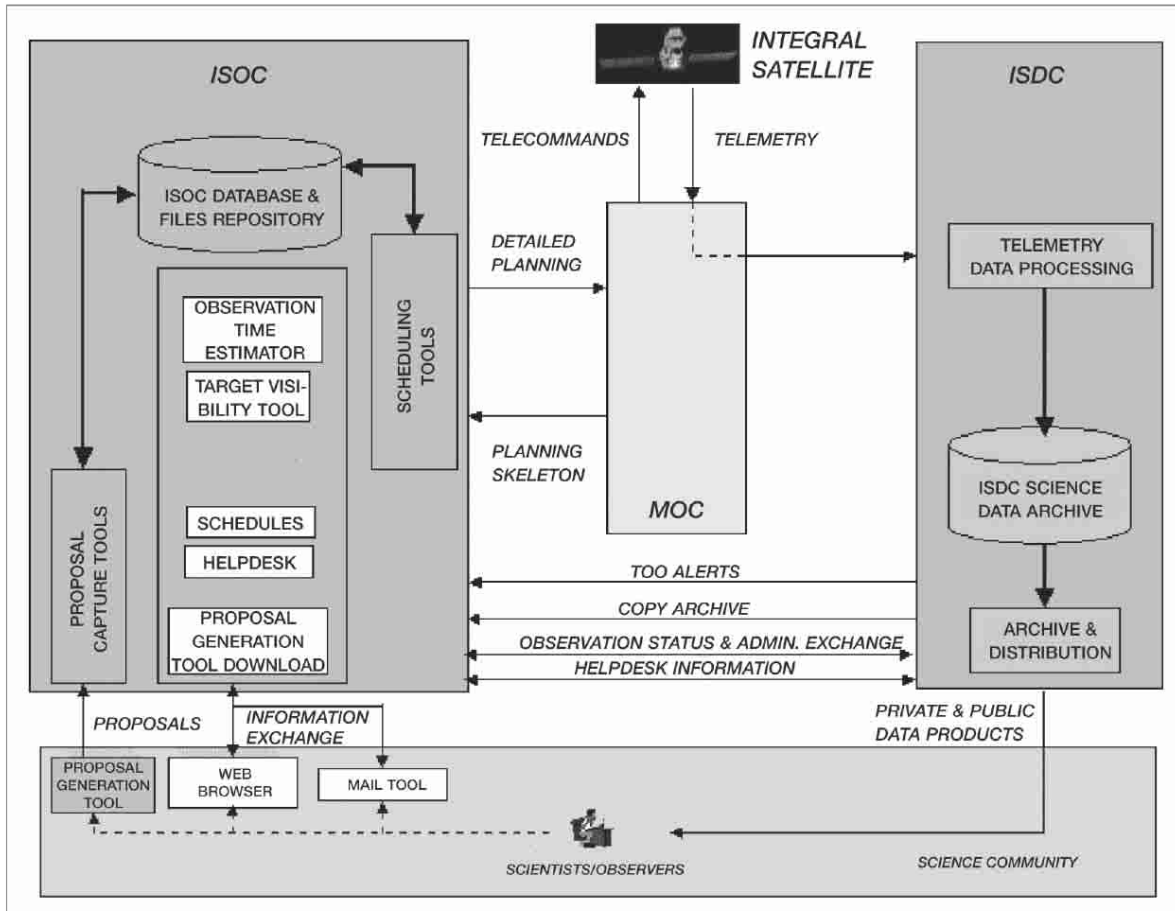 ISOC
INTEGRAL
SATELLITE
ISDC
TELECOMMANDS
TELEMETRY
ISOC DATABASE &
FILES REPOSITORY
DETAILED
PLANNING
TELEMETRY
DATA PROCESSING
OBSERVATION
TIME
ESTIMATOR
TARGET VISI-
BILITY TOOL
SCHEDULING
TOOLS
PLANNING
SKELETON
MOC
ISDC SCIENCE
DATA ARCHIVE
PROPOSAL
CAPTURE TOOLS
SCHEDULES
HELPDESK
PROPOSAL
GENERATION
TOOL DOWNLOAD
TOO ALERTS
COPY ARCHIVE
OBSERVATION STATUS & ADMIN. EXCHANGE
HELPDESK INFORMATION
ARCHIVE &
DISTRIBUTION
PROPOSALS
INFORMATION
EXCHANGE
PRIVATE & PUBLIC
DATA PRODUCTS
PROPOSAL
GENERATION
TOOL
WEB
BROWSER
MAIL TOOL
SCIENTISTS/OBSERVERS
SCIENCE COMMUNITY